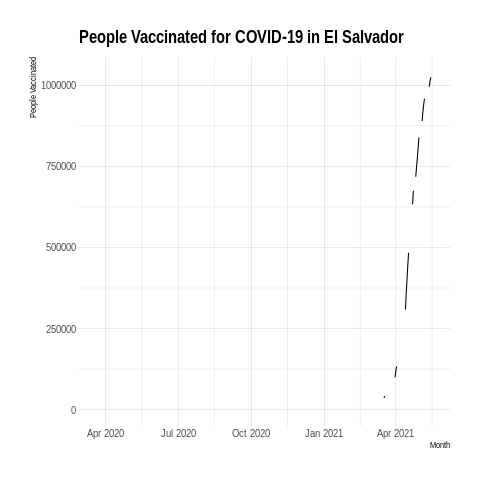 People Vaccinated for COVID-19 in El Salvador
People Vaccinated
1000000
750000
500000
250000
0
Apr 2020 Jul 2020 Oct 2020 Jan 2021 Apr 2021
Month